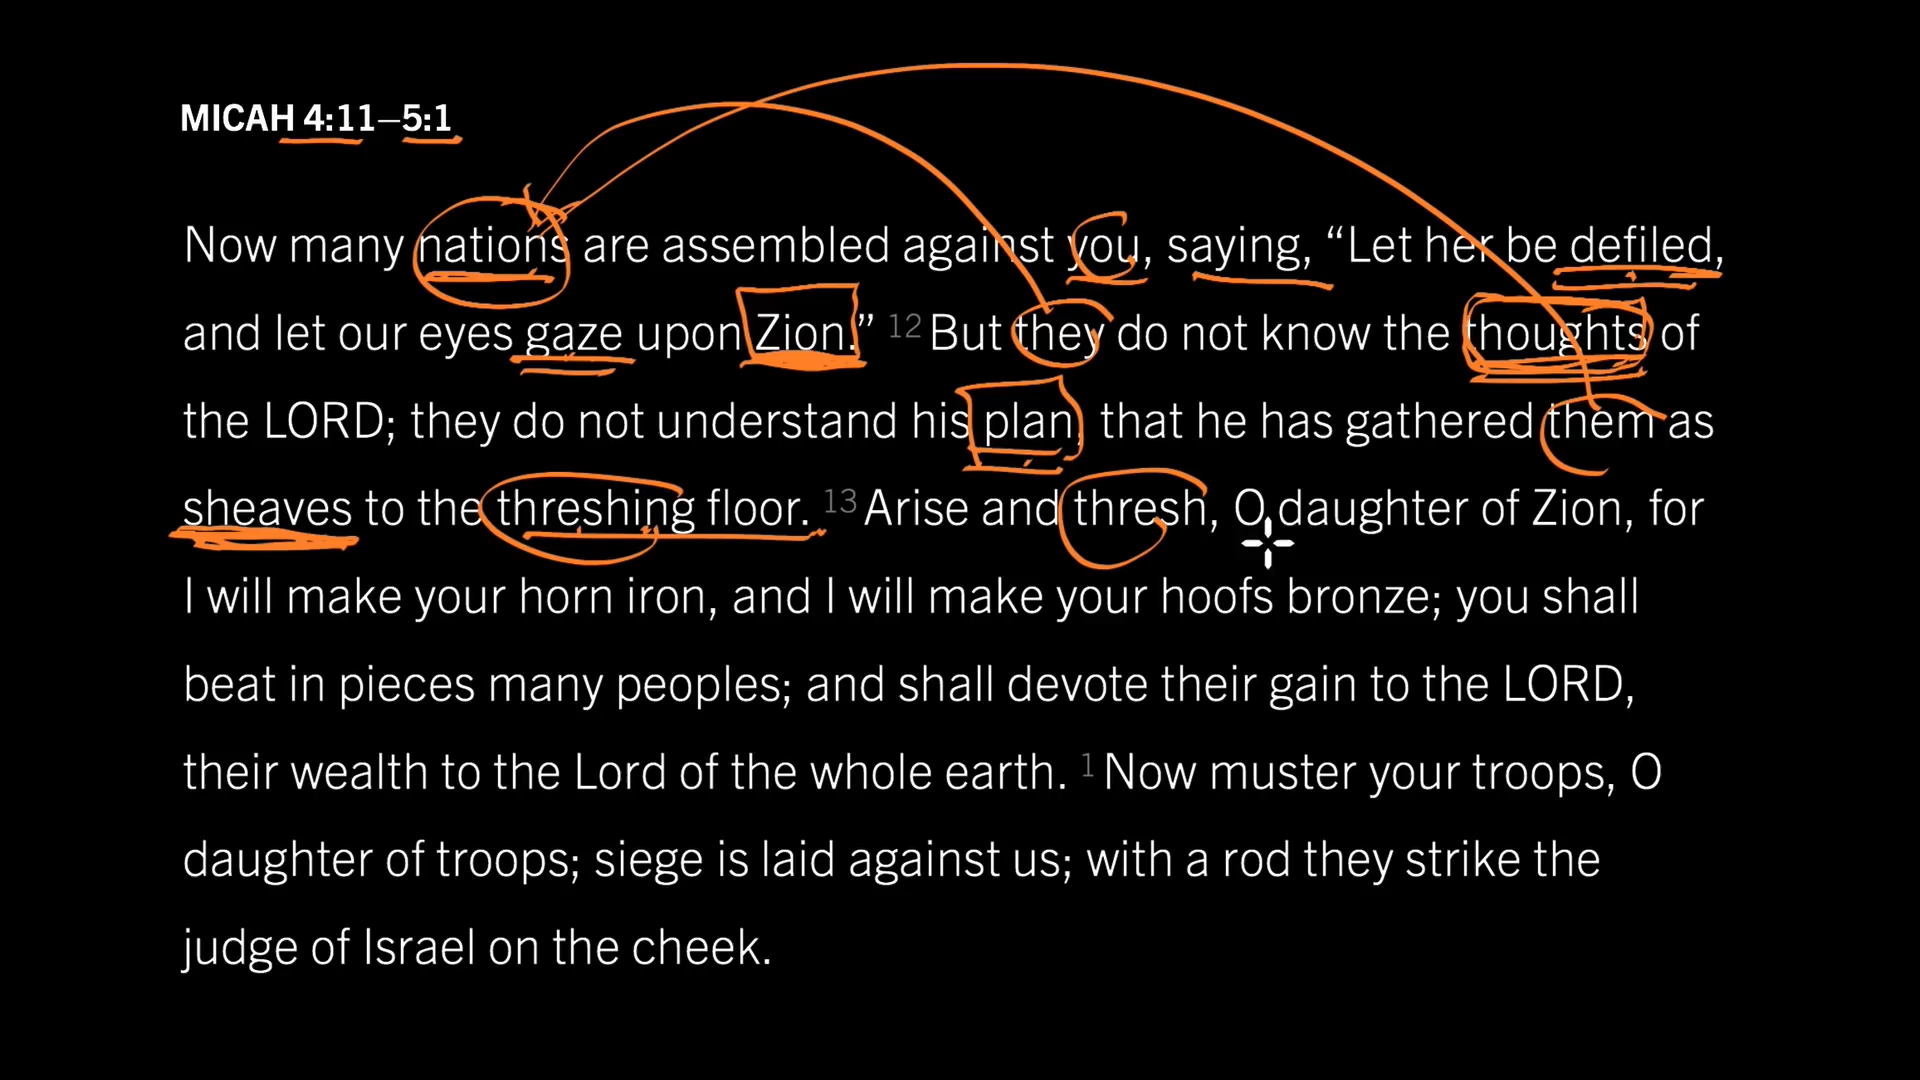 MICAH 4:11–5:1
Now many nations are assembled against you, saying, “Let her be defiled,
and let our eyes gaze upon Zion.” 12 But they do not know the thoughts of
the LORD; they do not understand his plan, that he has gathered them as
sheaves to the threshing floor. 13 Arise and thresh, O daughter of Zion, for
I will make your horn iron, and I will make your hoofs bronze; you shall
beat in pieces many peoples; and shall devote their gain to the LORD,
their wealth to the Lord of the whole earth. 1 Now muster your troops, O
daughter of troops; siege is laid against us; with a rod they strike the
judge of Israel on the cheek.